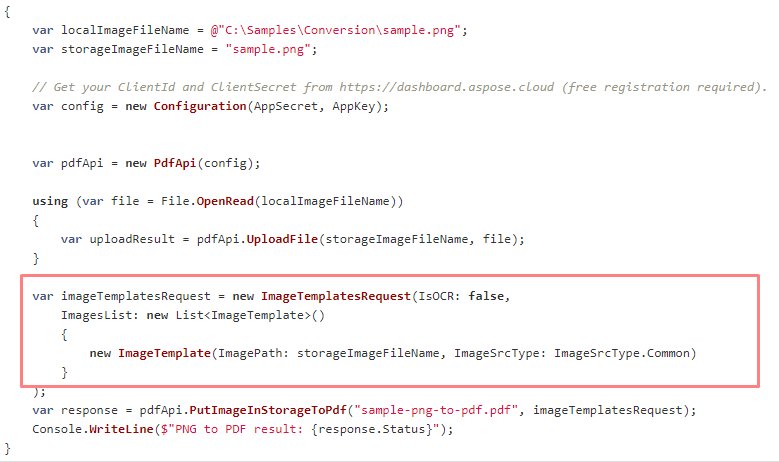 {
    var localImageFileName = @"C:\Samples\Conversion\sample.png";
    var storageImageFileName = "sample.png";
    // Get your ClientId and ClientSecret from https://dashboard.aspose.cloud (free registration required).
    var config = new Configuration(AppSecret, AppKey);
    var pdfApi = new PdfApi(config);
    using (var file = File.OpenRead(localImageFileName))
    {
        var uploadResult = pdfApi.UploadFile(storageImageFileName, file);
    }
    var imageTemplatesRequest = new ImageTemplatesRequest(IsOCR: false,
        ImagesList: new List<ImageTemplate>()
        {
            new ImageTemplate(ImagePath: storageImageFileName, ImageSrcType: ImageSrcType.Common)
        }
    );
    var response = pdfApi.PutImageInStorageToPdf("sample-png-to-pdf.pdf", imageTemplatesRequest);
    Console.WriteLine($"PNG to PDF result: {response.Status}");
}